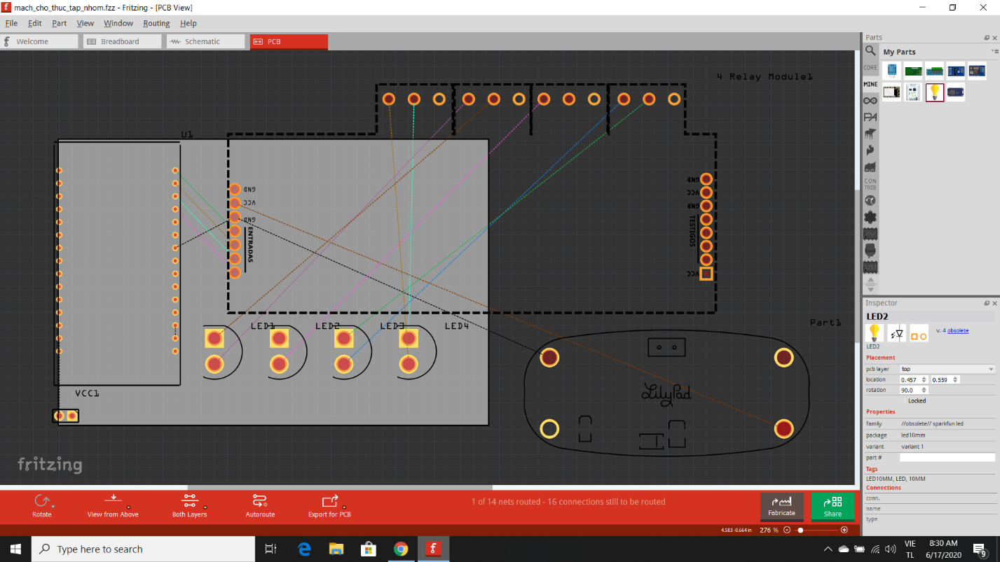 mach_cho_thuc_tap_nhom.fzz - Fritzing - [PCB View]
File Edit Part View Window Routing Help
Welcome Breadboard Schematic PCB
4 Relay Module1
U1
GND
VCC
GND
ENTRADAS
GND
VCC
GND
TESTIGOS
VCC
LED1 LED2 LED3 LED4
Part1
LilyPad
VCC1
fritzing
Parts
My Parts
CORE
MINE
CON
TRIB
Inspector
LED2
v. 4 obsolete
LED2
Placement
pcb layer top
location 0.457 0.559
rotation 90.0
Locked
Properties
family //obsolete// sparkfun led
package led10mm
variant variant 1
part #
Tags
LED10MM, LED, 10MM
Connections
conn.
name
type
Rotate View from Above Both Layers Autoroute Export for PCB
1 of 14 nets routed - 16 connections still to be routed
Fabricate Share
4.583 -0.664 in 276 %
Type here to search
VIE
TL
8:30 AM
6/17/2020
9